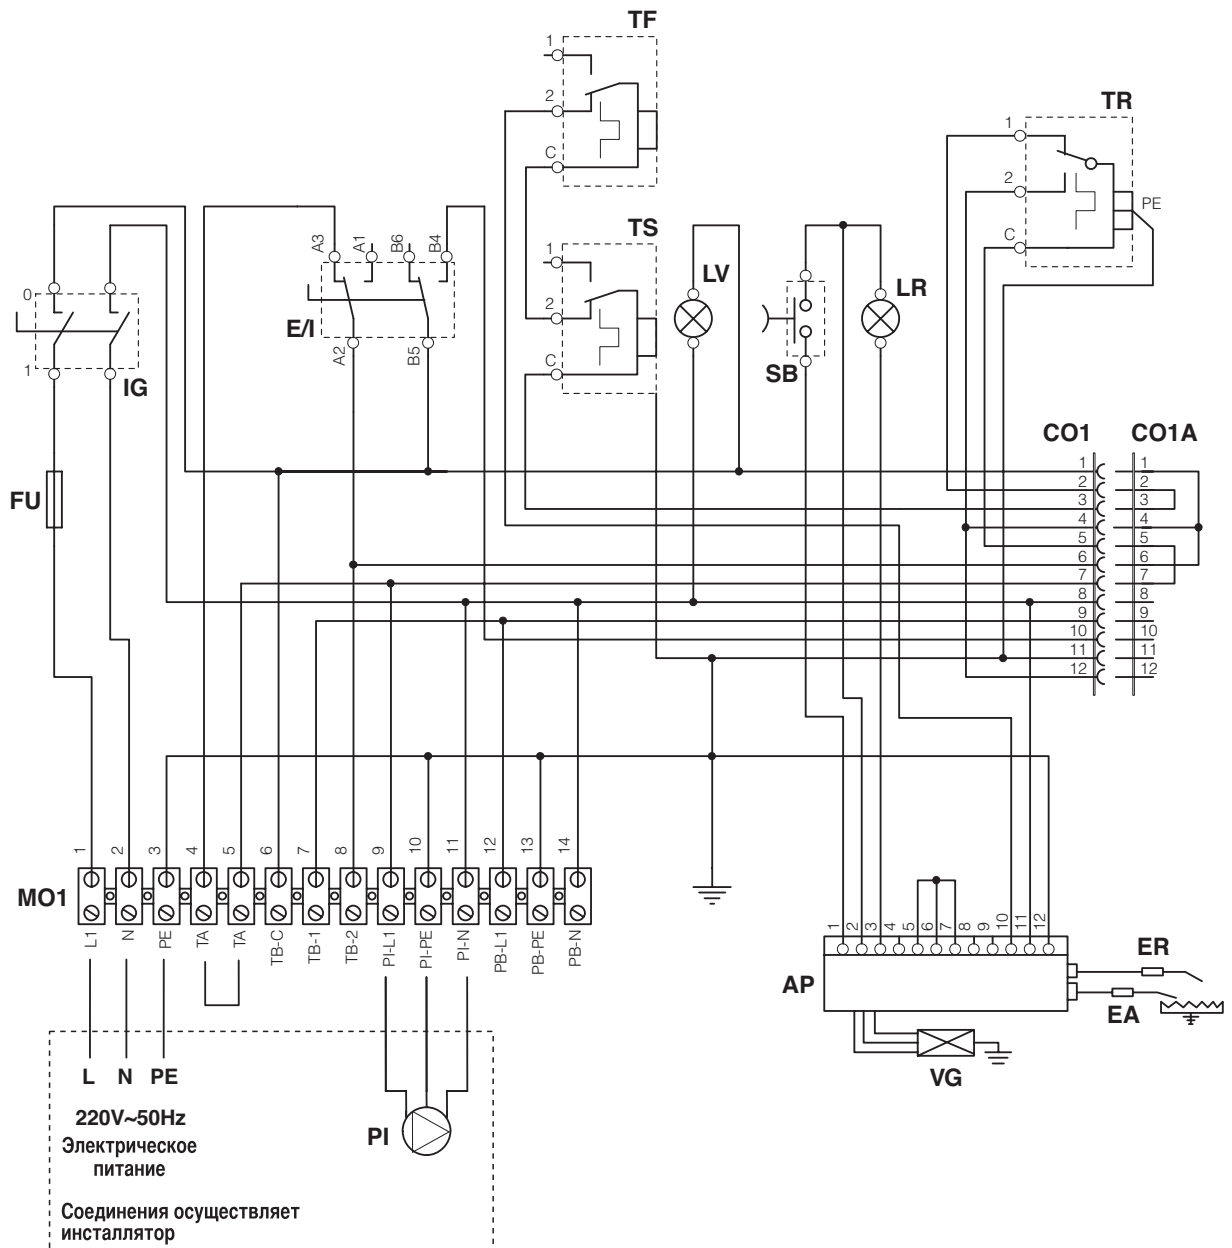 TF
1
2
C
TR
1
2
PE
C
TS
1
2
C
A3
A1
B6
B4
E/I
A2
B5
0
1
IG
LV
SB
LR
FU
CO1
CO1A
1 1
2 2
3 3
4 4
5 5
6 6
7 7
8 8
9 9
10 10
11 11
12 12
1 2 3 4 5 6 7 8 9 10 11 12 13 14
MO1
L1 N PE TA TA TB-C TB-1 TB-2 PI-L1 PI-PE PI-N PB-L1 PB-PE PB-N
1 2 3 4 5 6 7 8 9 10 11 12
AP
ER
EA
VG
L N PE
220V~50Hz
Электрическое
питание
PI
Соединения осуществляет
инсталлятор